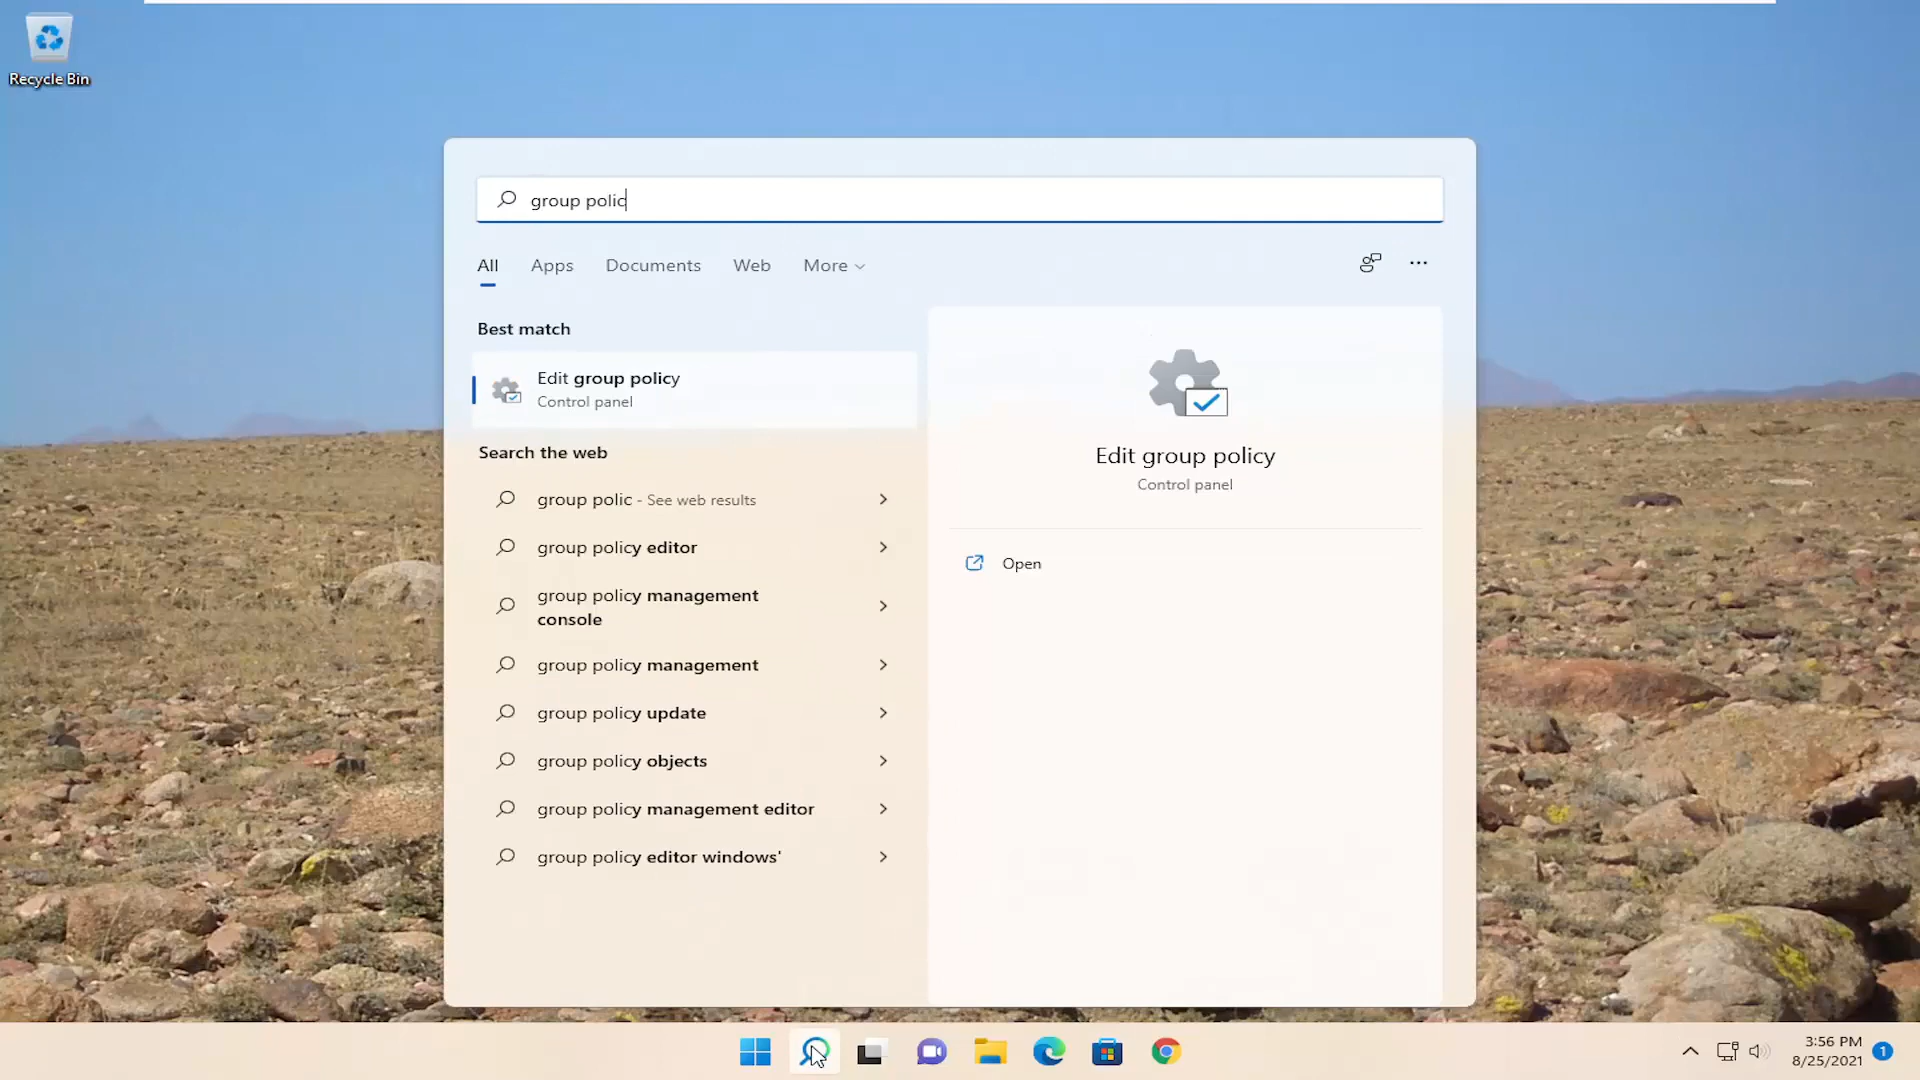 Recycle Bin
group polic
All
Apps
Documents
Web
More
Best match
Edit group policy
Control panel
Search the web
group polic - See web results
group policy editor
group policy management
console
group policy management
group policy update
group policy objects
group policy management editor
group policy editor windows'
Edit group policy
Control panel
Open
3:56 PM
8/25/2021
1